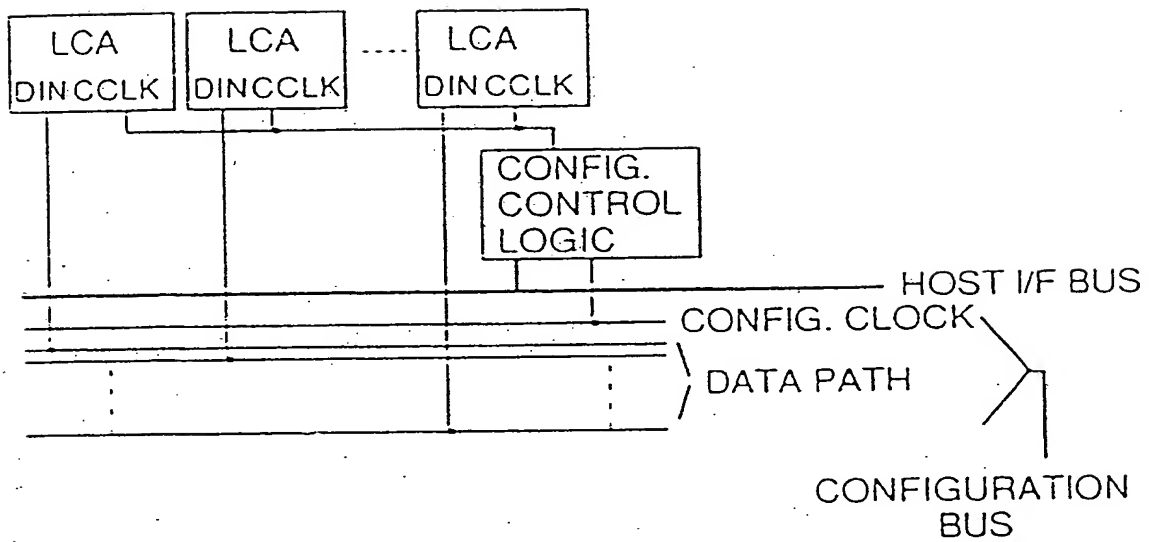 LCA
DIN CCLK
LCA
DIN CCLK
LCA
DIN CCLK
CONFIG.
CONTROL
LOGIC
HOST I/F BUS
CONFIG. CLOCK
DATA PATH
CONFIGURATION
BUS